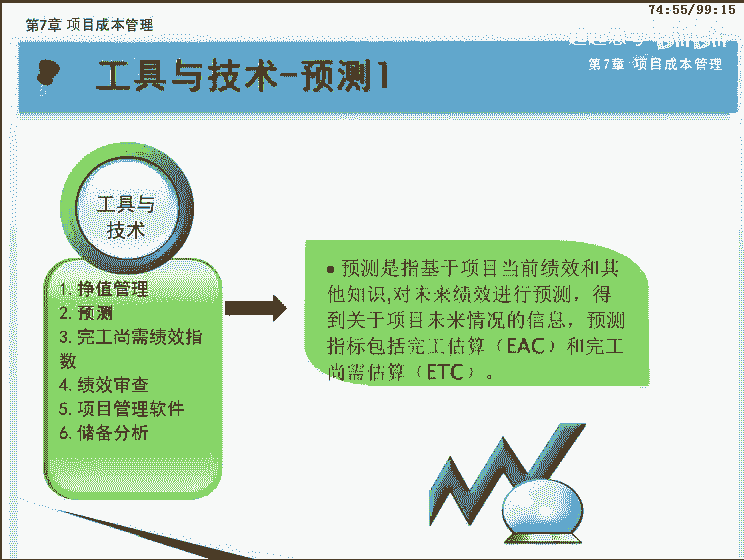 74:55/99:15
第7章 项目成本管理
工具与技术-预测1
第7章 项目成本管理
工具与
技术
1. 挣值管理
2. 预测
3. 完工尚需绩效指
数
4. 绩效审查
5. 项目管理软件
6. 储备分析
• 预测是指基于项目当前绩效和其
他知识,对未来绩效进行预测，得
到关于项目未来情况的信息，预测
指标包括完工估算（EAC）和完工
尚需估算（ETC）。